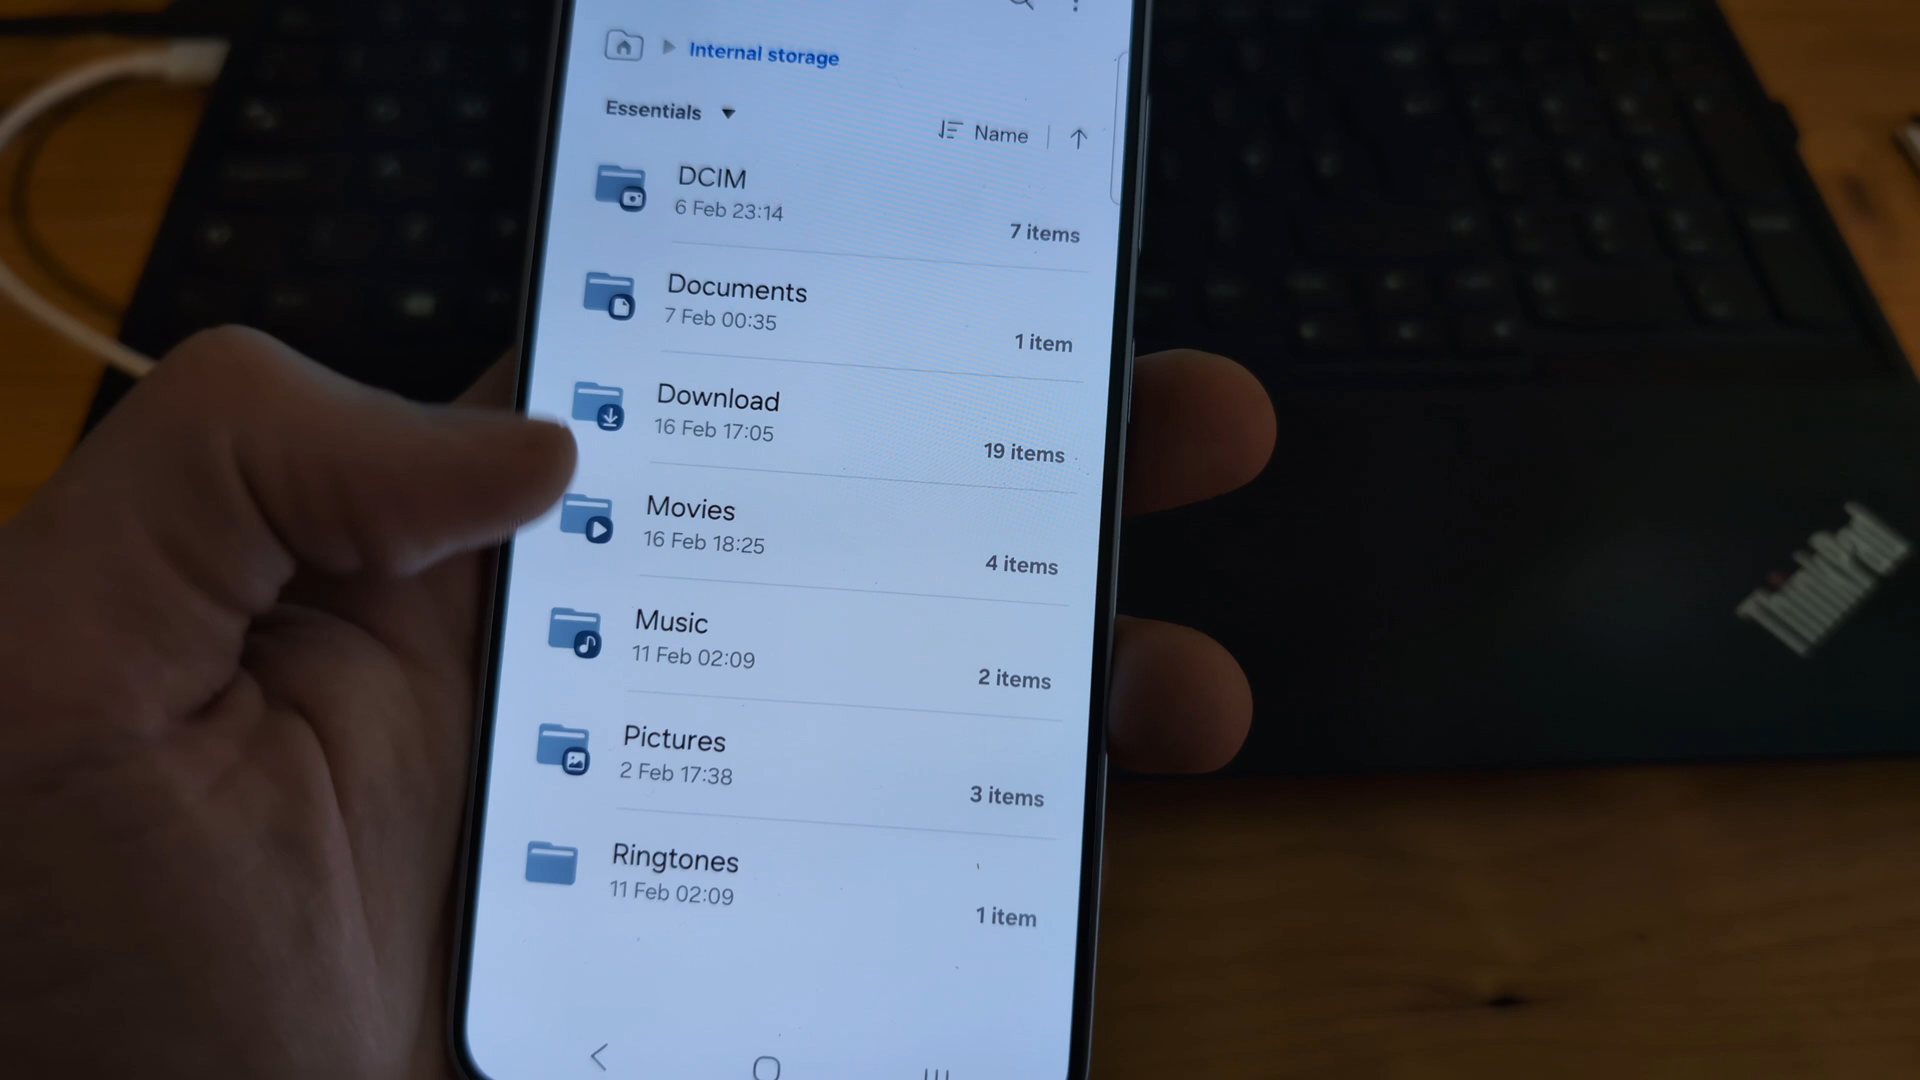 Internal storage
Essentials
Name
DCIM
6 Feb 23:14
7 items
Documents
7 Feb 00:35
1 item
Download
16 Feb 17:05
19 items
Movies
16 Feb 18:25
4 items
Music
11 Feb 02:09
2 items
Pictures
2 Feb 17:38
3 items
Ringtones
11 Feb 02:09
1 item
ThinkPad